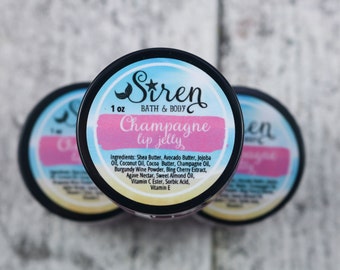 Siren
1 oz
BATH & BODY
Champagne
lip jelly
Ingredients: Shea Butter, Avocado Butter, Jojoba
Oil, Coconut Oil, Cocoa Butter, Champagne Oil,
Burgundy Wine Powder, Bing Cherry Extract,
Agave Nectar, Sweet Almond Oil,
Vitamin C Ester, Sorbic Acid,
Vitamin E